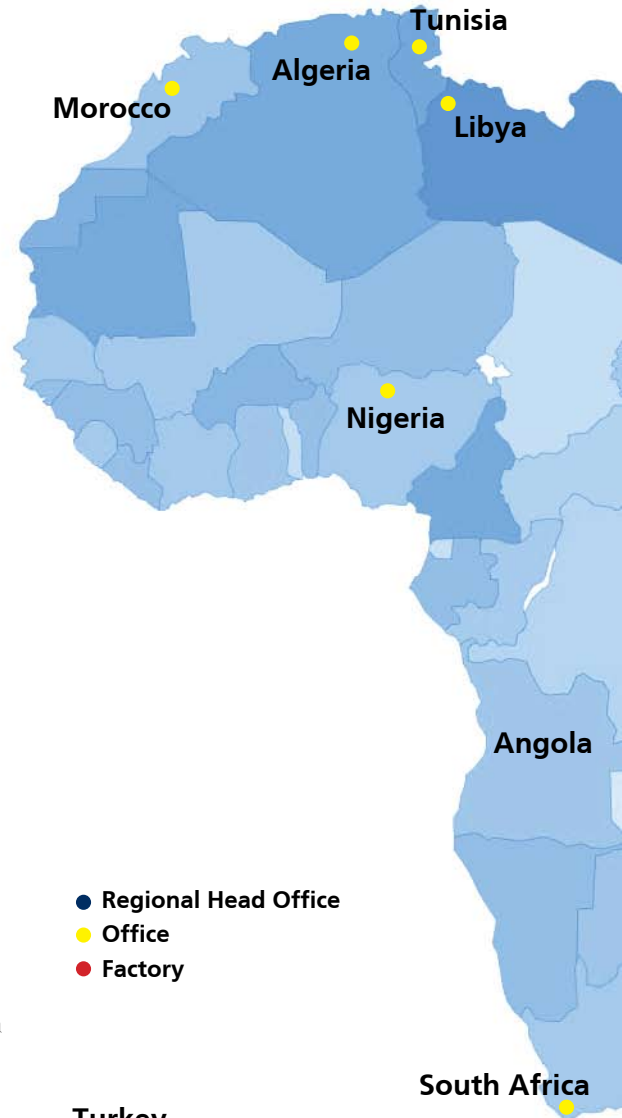 Tunisia
Algeria
Morocco
Libya
Nigeria
Angola
Regional Head Office
Office
Factory
South Africa